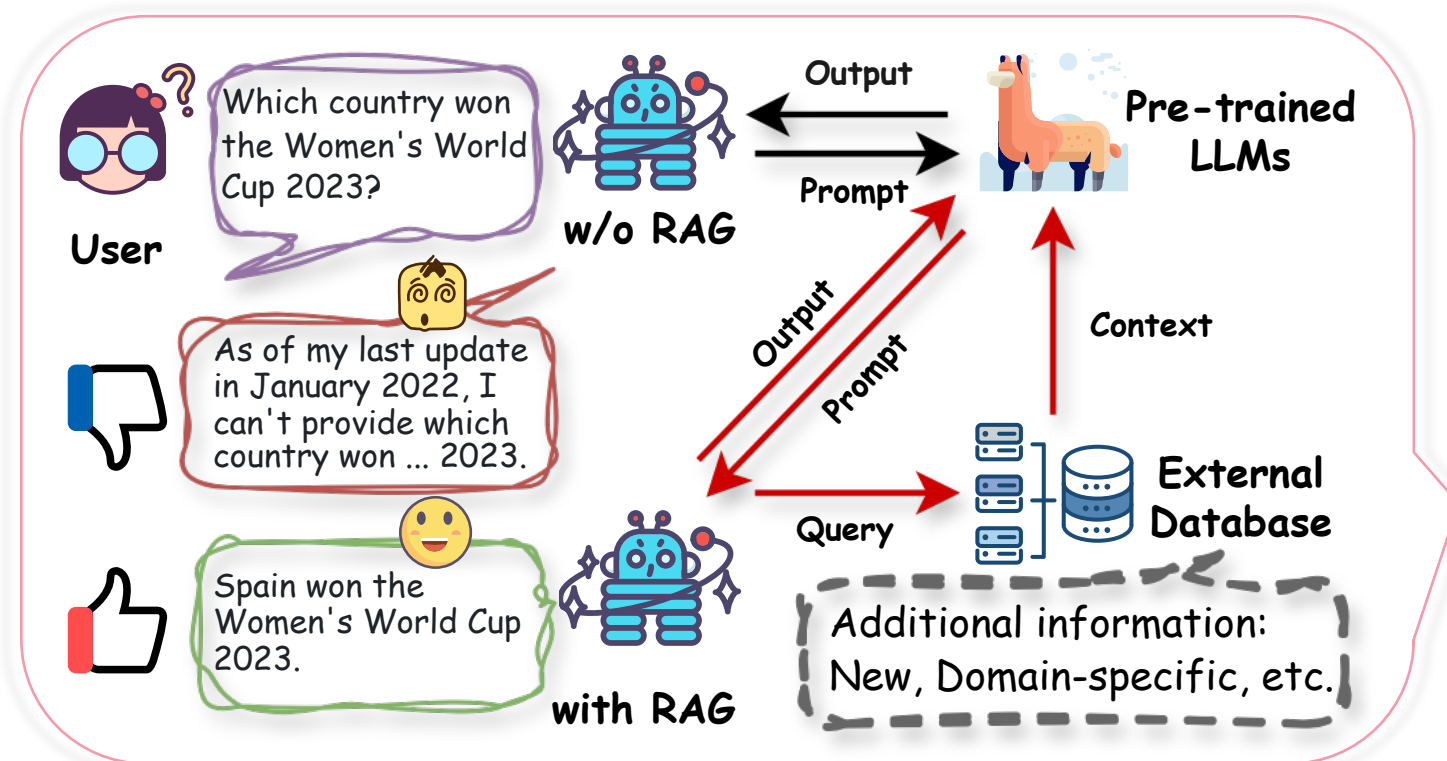 Which country won
the Women's World
Cup 2023?
User
w/o RAG
Output
Prompt
Pre-trained
LLMs
As of my last update
in January 2022, I
can't provide which
country won ... 2023.
Output
Prompt
Context
Spain won the
Women's World Cup
2023.
with RAG
Query
External
Database
Additional information:
New, Domain-specific, etc.